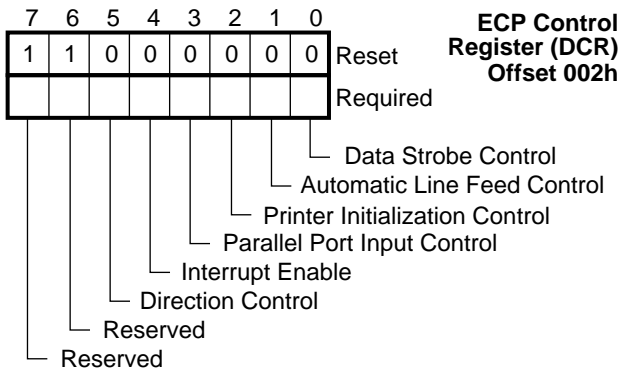 7 6 5 4 3 2 1 0
ECP Control
Register (DCR)
Offset 002h
1 1 0 0 0 0 0 0 Reset
Required
Data Strobe Control
Automatic Line Feed Control
Printer Initialization Control
Parallel Port Input Control
Interrupt Enable
Direction Control
Reserved
Reserved